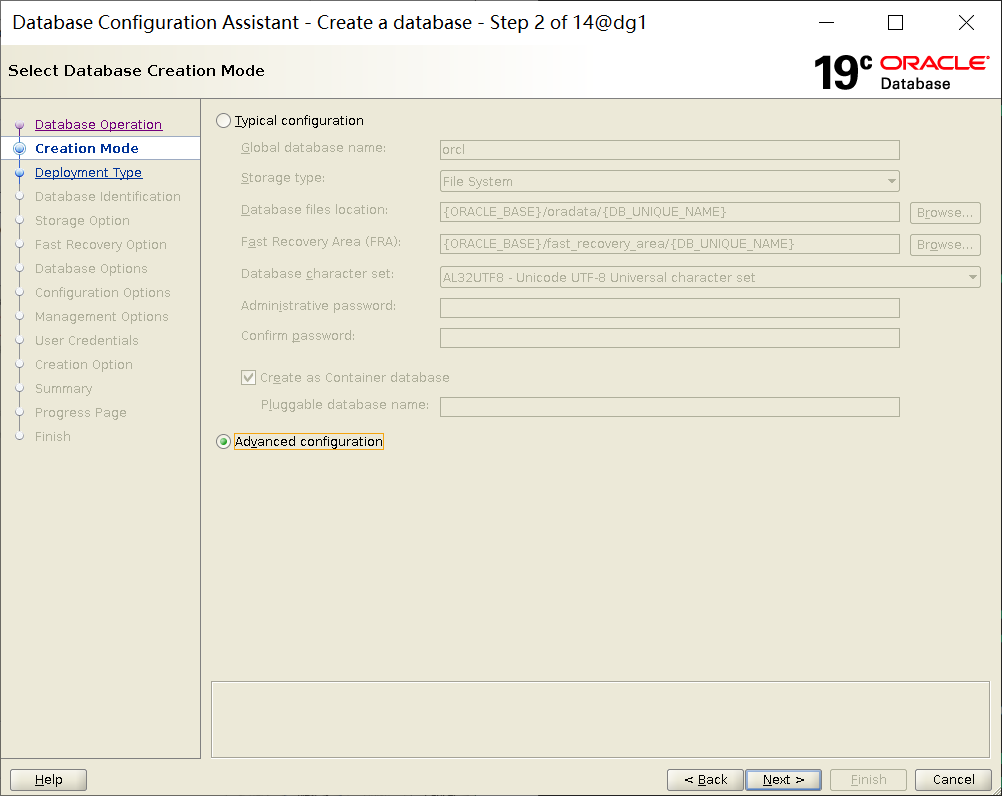 Database Configuration Assistant - Create a database - Step 2 of 14@dg1
Select Database Creation Mode
19c ORACLE®
Database
Database Operation
Creation Mode
Deployment Type
Database Identification
Storage Option
Fast Recovery Option
Database Options
Configuration Options
Management Options
User Credentials
Creation Option
Summary
Progress Page
Finish
Typical configuration
Global database name: orcl
Storage type: File System
Database files location: {ORACLE_BASE}/oradata/{DB_UNIQUE_NAME} Browse...
Fast Recovery Area (FRA): {ORACLE_BASE}/fast_recovery_area/{DB_UNIQUE_NAME} Browse...
Database character set: AL32UTF8 - Unicode UTF-8 Universal character set
Administrative password:
Confirm password:
Create as Container database
Pluggable database name:
Advanced configuration
Help < Back Next > Finish Cancel